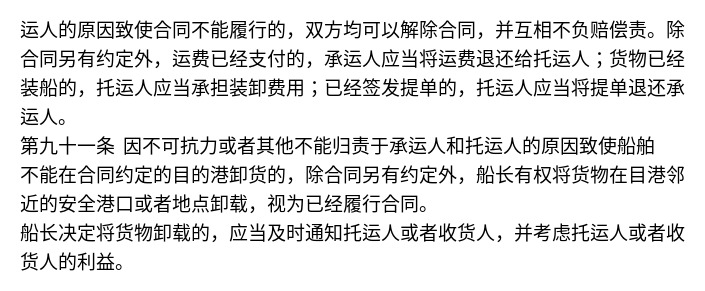 运人的原因致使合同不能履行的，双方均可以解除合同，并互相不负赔偿责。除
合同另有约定外，运费已经支付的，承运人应当将运费退还给托运人；货物已经
装船的，托运人应当承担装卸费用；已经签发提单的，托运人应当将提单退还承
运人。
第九十一条 因不可抗力或者其他不能归责于承运人和托运人的原因致使船舶
不能在合同约定的目的港卸货的，除合同另有约定外，船长有权将货物在目港邻
近的安全港口或者地点卸载，视为已经履行合同。
船长决定将货物卸载的，应当及时通知托运人或者收货人，并考虑托运人或者收
货人的利益。